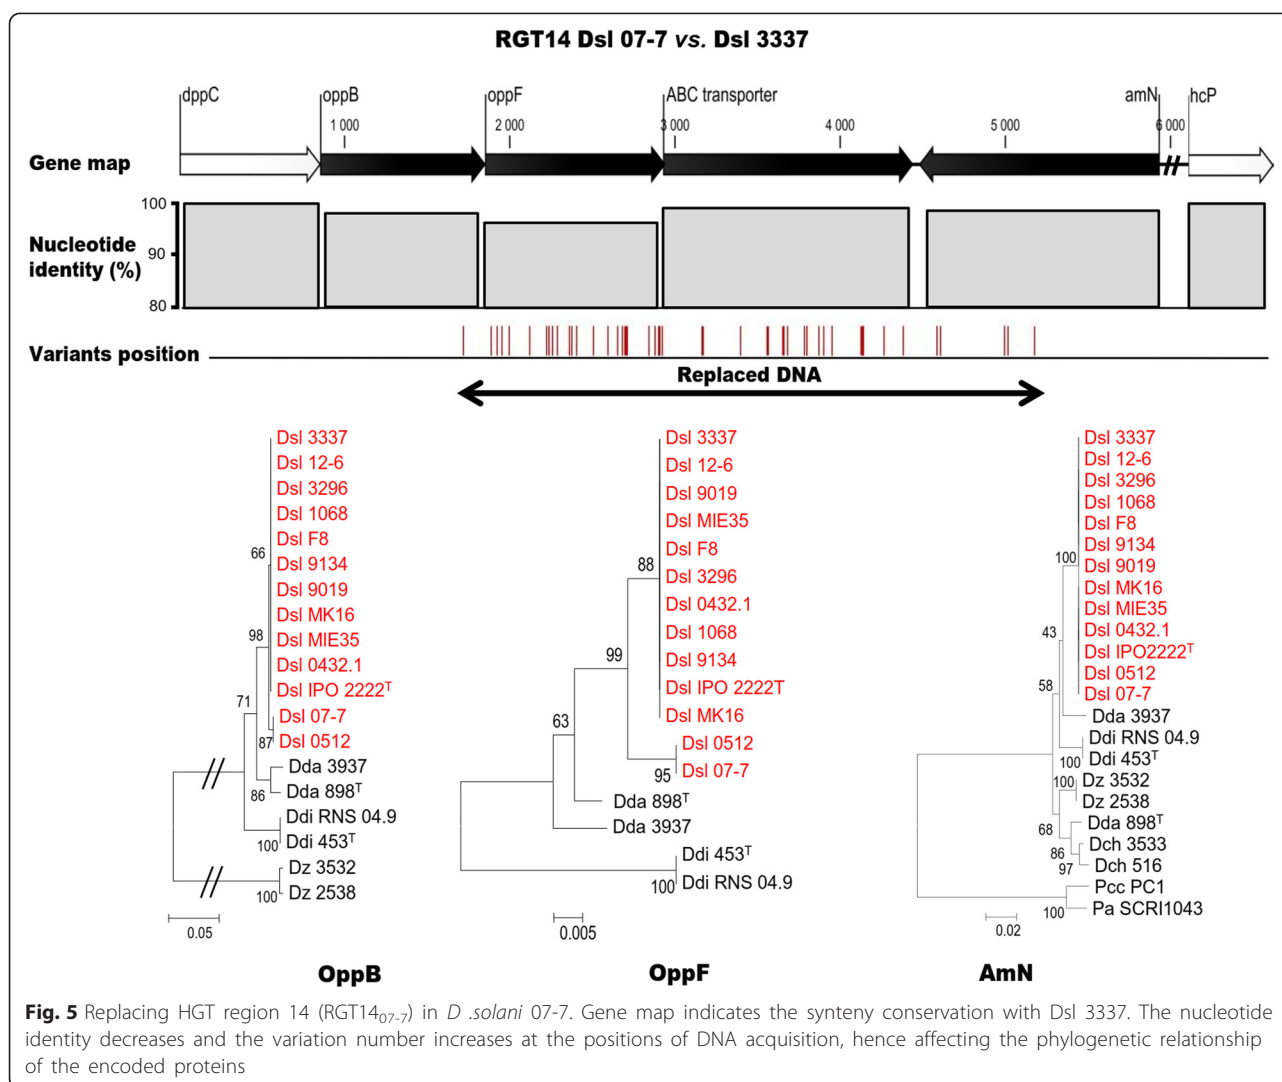 RGT14 Dsl 07-7 vs. Dsl 3337
dppC oppB oppF ABC transporter amN hcP
1 000 2 000 3 000 4 000 5 000 6 000
Gene map
100
Nucleotide identity (%)
90
80
Variants position
Replaced DNA
Dsl 3337
Dsl 12-6
Dsl 3296
Dsl 1068
Dsl F8
66
Dsl 9134
Dsl 9019
Dsl MK16
98
Dsl MIE35
Dsl 0432.1
Dsl IPO 2222ᵀ
71
Dsl 07-7
87
Dsl 0512
Dda 3937
86
Dda 898ᵀ
Ddi RNS 04.9
100
Ddi 453ᵀ
Dz 3532
100
Dz 2538
0.05
OppB
Dsl 3337
Dsl 12-6
Dsl 9019
Dsl MIE35
Dsl F8
88
Dsl 3296
Dsl 0432.1
Dsl 1068
99
Dsl 9134
Dsl IPO 2222T
Dsl MK16
63
Dsl 0512
95
Dsl 07-7
Dda 898ᵀ
Dda 3937
Ddi 453ᵀ
100
Ddi RNS 04.9
0.005
OppF
Dsl 3337
Dsl 12-6
Dsl 3296
Dsl 1068
Dsl F8
Dsl 9134
100
Dsl 9019
Dsl MK16
Dsl MIE35
43
Dsl 0432.1
Dsl IPO2222ᵀ
Dsl 0512
58
Dsl 07-7
Dda 3937
Ddi RNS 04.9
100
Ddi 453ᵀ
100
Dz 3532
Dz 2538
68
Dda 898ᵀ
86
Dch 3533
97
Dch 516
Pcc PC1
100
Pa SCRI1043
0.02
AmN
Fig. 5 Replacing HGT region 14 (RGT14₀₇₋₇) in D .solani 07-7. Gene map indicates the synteny conservation with Dsl 3337. The nucleotide
identity decreases and the variation number increases at the positions of DNA acquisition, hence affecting the phylogenetic relationship
of the encoded proteins